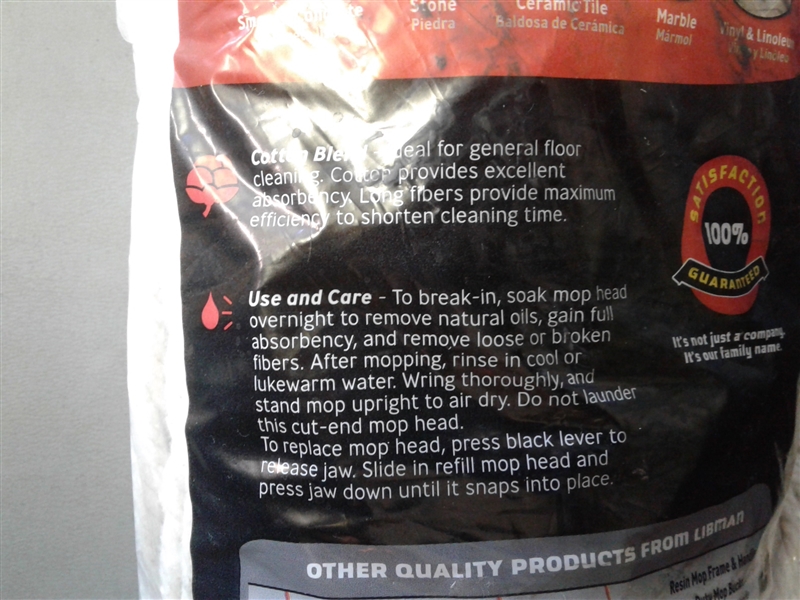 Stone
Piedra
Ceramic Tile
Baldosa de Cerámica
Marble
Mármol
Vinyl & Linoleum
y Linóleo
Cotton Blend - Ideal for general floor
cleaning. Cotton provides excellent
absorbency. Long fibers provide maximum
efficiency to shorten cleaning time.
SATISFACTION
100%
GUARANTEED
It's not just a company,
It's our family name.
Use and Care - To break-in, soak mop head
overnight to remove natural oils, gain full
absorbency, and remove loose or broken
fibers. After mopping, rinse in cool or
lukewarm water. Wring thoroughly, and
stand mop upright to air dry. Do not launder
this cut-end mop head.
To replace mop head, press black lever to
release jaw. Slide in refill mop head and
press jaw down until it snaps into place.
OTHER QUALITY PRODUCTS FROM LIBMAN
Resin Mop Frame &
Mop